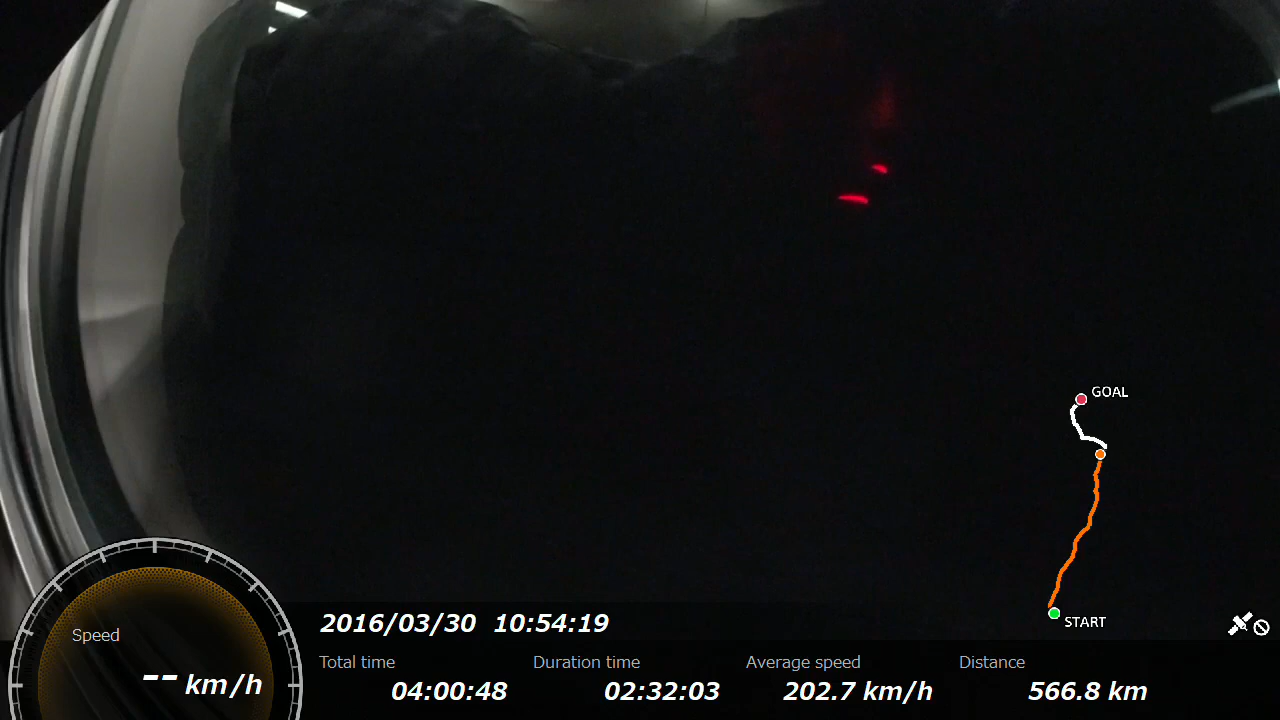 GOAL
START
2016/03/30 10:54:19
Speed
-- km/h
Total time
04:00:48
Duration time
02:32:03
Average speed
202.7 km/h
Distance
566.8 km